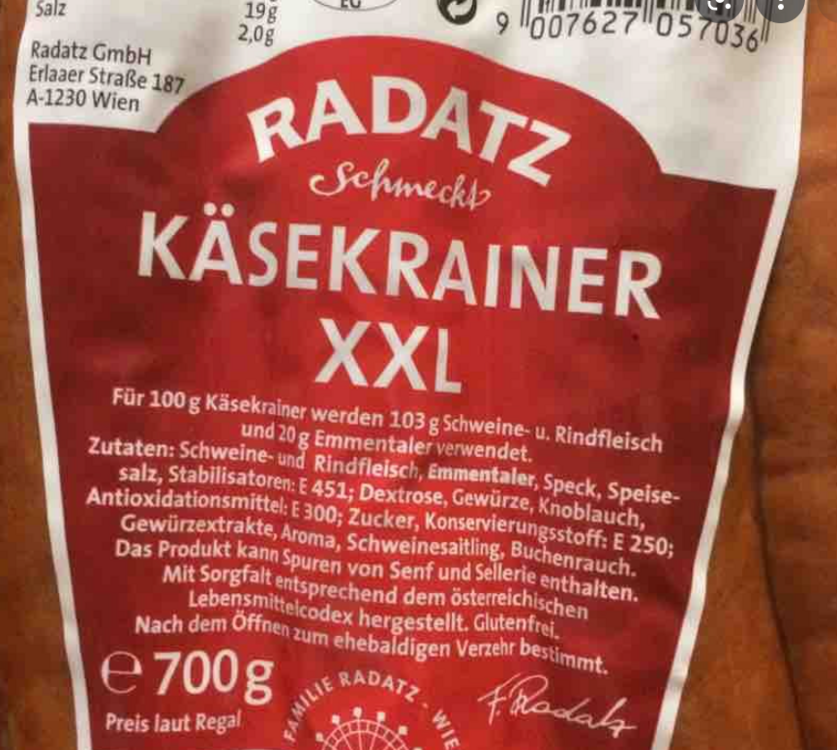 Salz
19g
2,0g
EG
9 007627 057036
Radatz GmbH
Erlaaer Straße 187
A-1230 Wien
RADATZ
Schmeckt
KÄSEKRAINER
XXL
Für 100g Käsekrainer werden 103 g Schweine- u. Rindfleisch
und 20 g Emmentaler verwendet.
Zutaten: Schweine- und Rindfleisch, Emmentaler, Speck, Speise-
salz, Stabilisatoren: E 451; Dextrose, Gewürze, Knoblauch,
Antioxidationsmittel: E 300; Zucker, Konservierungsstoff: E 250;
Gewürzextrakte, Aroma, Schweinesaitling, Buchenrauch.
Das Produkt kann Spuren von Senf und Sellerie enthalten.
Mit Sorgfalt entsprechend dem österreichischen
Lebensmittelcodex hergestellt. Glutenfrei.
Nach dem Öffnen zum ehebaldigen Verzehr bestimmt.
e 700g
Preis laut Regal
FAMILIE RADATZ - WIE
F. Radatz